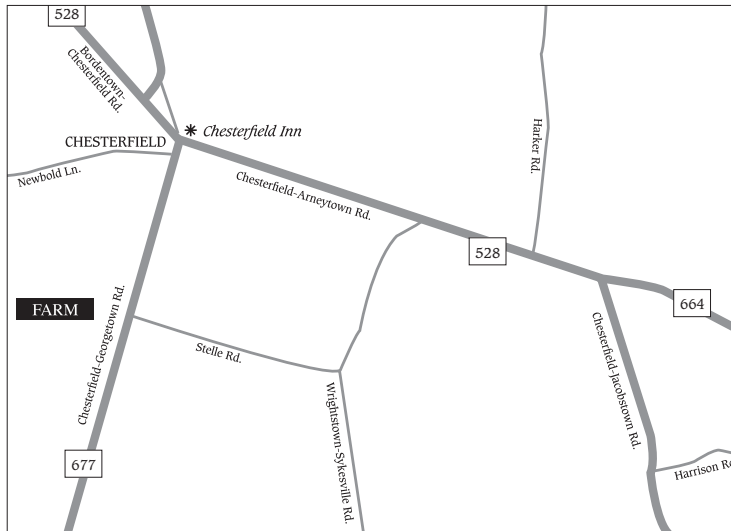 528
Bordentown-
Chesterfield Rd.
Chesterfield Inn
CHESTERFIELD
Newbold Ln.
Chesterfield-Arneytown Rd.
Harker Rd.
528
664
FARM
Chesterfield-Georgetown Rd.
Stelle Rd.
Chesterfield-Jacobstown Rd.
Wrightstown-Sykesville Rd.
677
Harrison